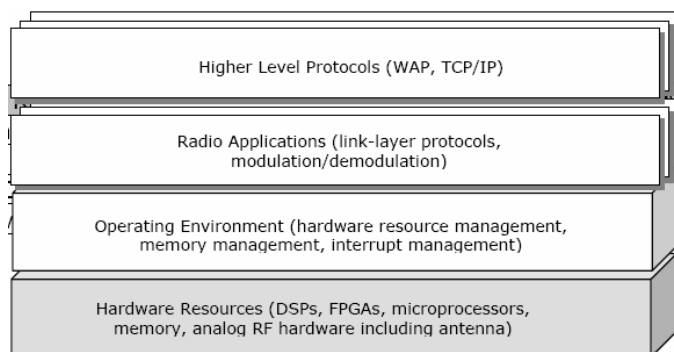 Higher Level Protocols (WAP, TCP/IP)
Radio Applications (link-layer protocols,
modulation/demodulation)
Operating Environment (hardware resource management,
memory management, interrupt management)
Hardware Resources (DSPs, FPGAs, microprocessors,
memory, analog RF hardware including antenna)